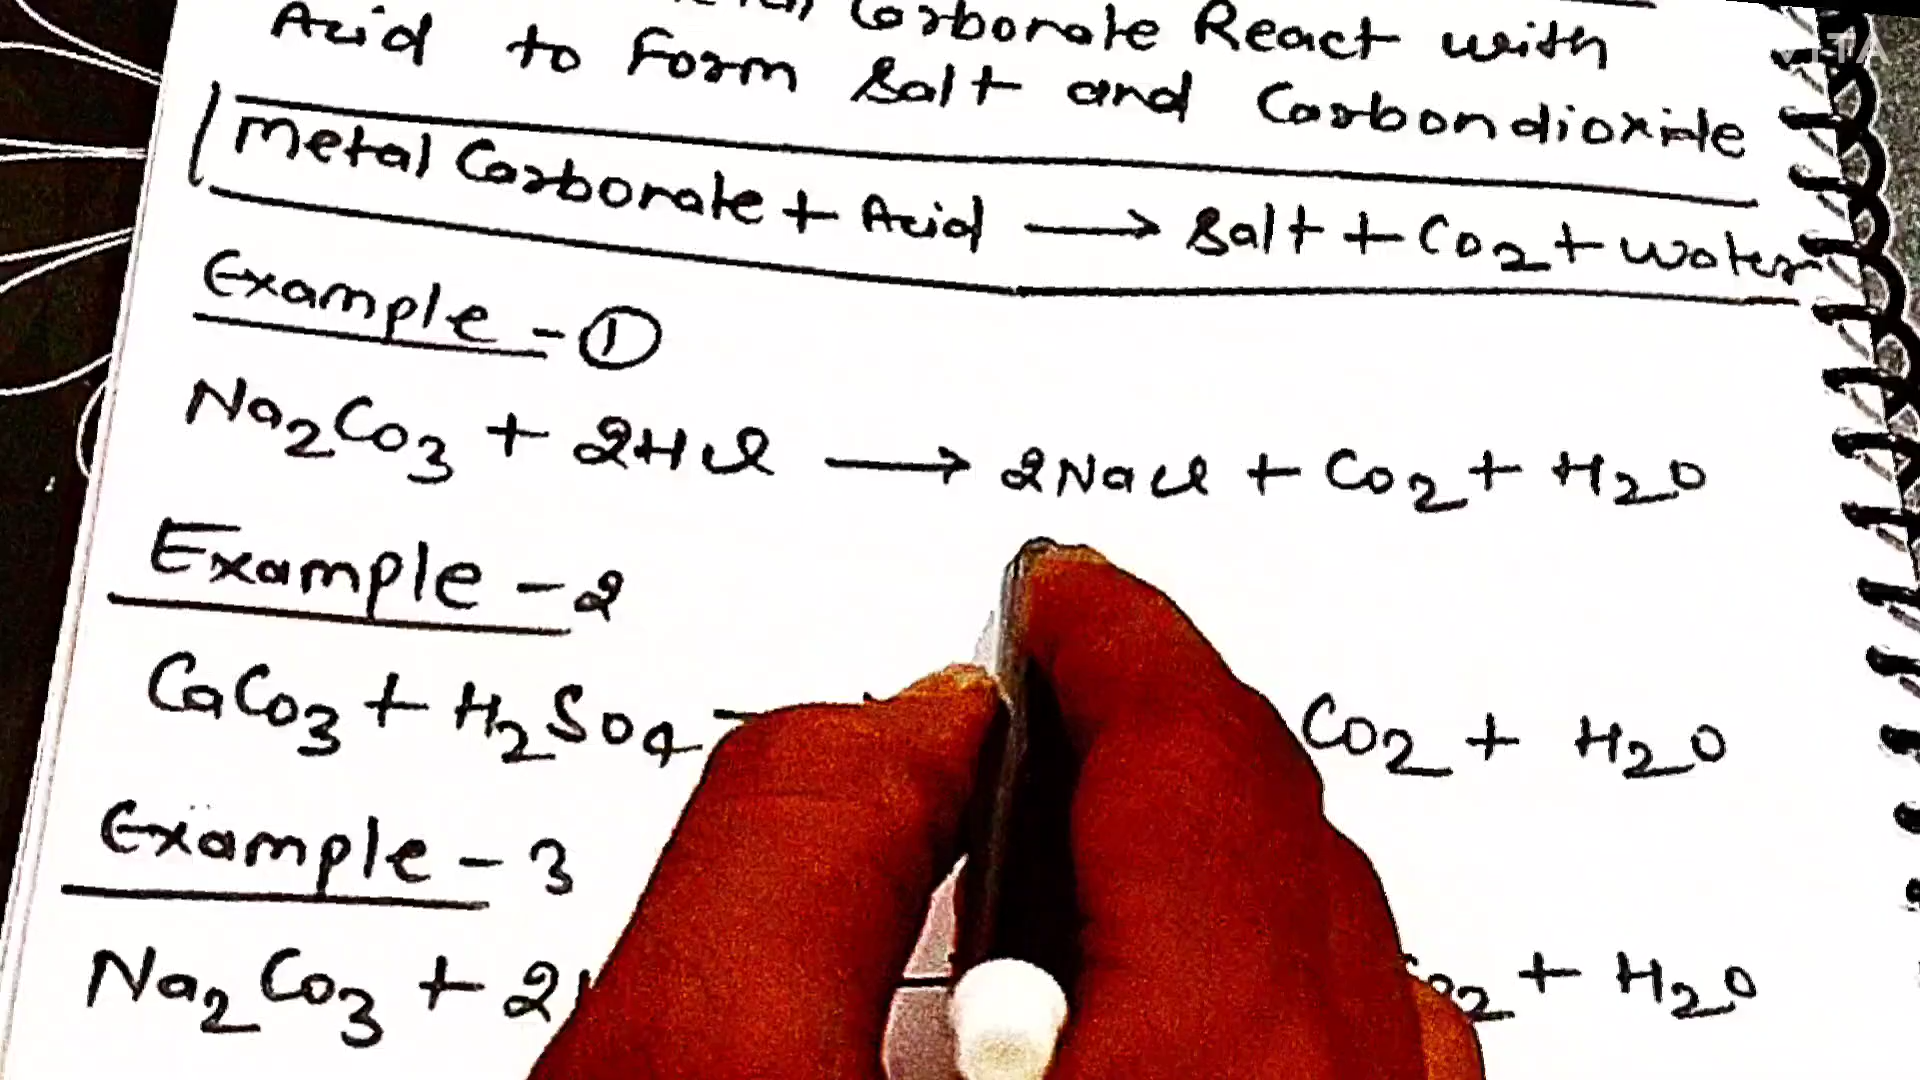 Carbonate React with
Acid to Form Salt and Carbondioxide
Metal Carbonate + Acid → Salt + CO2 + Water
Example - ①
Na2CO3 + 2HCl → 2NaCl + CO2 + H2O
Example - 2
CaCO3 + H2SO4 CO2 + H2O
Example - 3
Na2CO3 + 2 + H2O
VITA